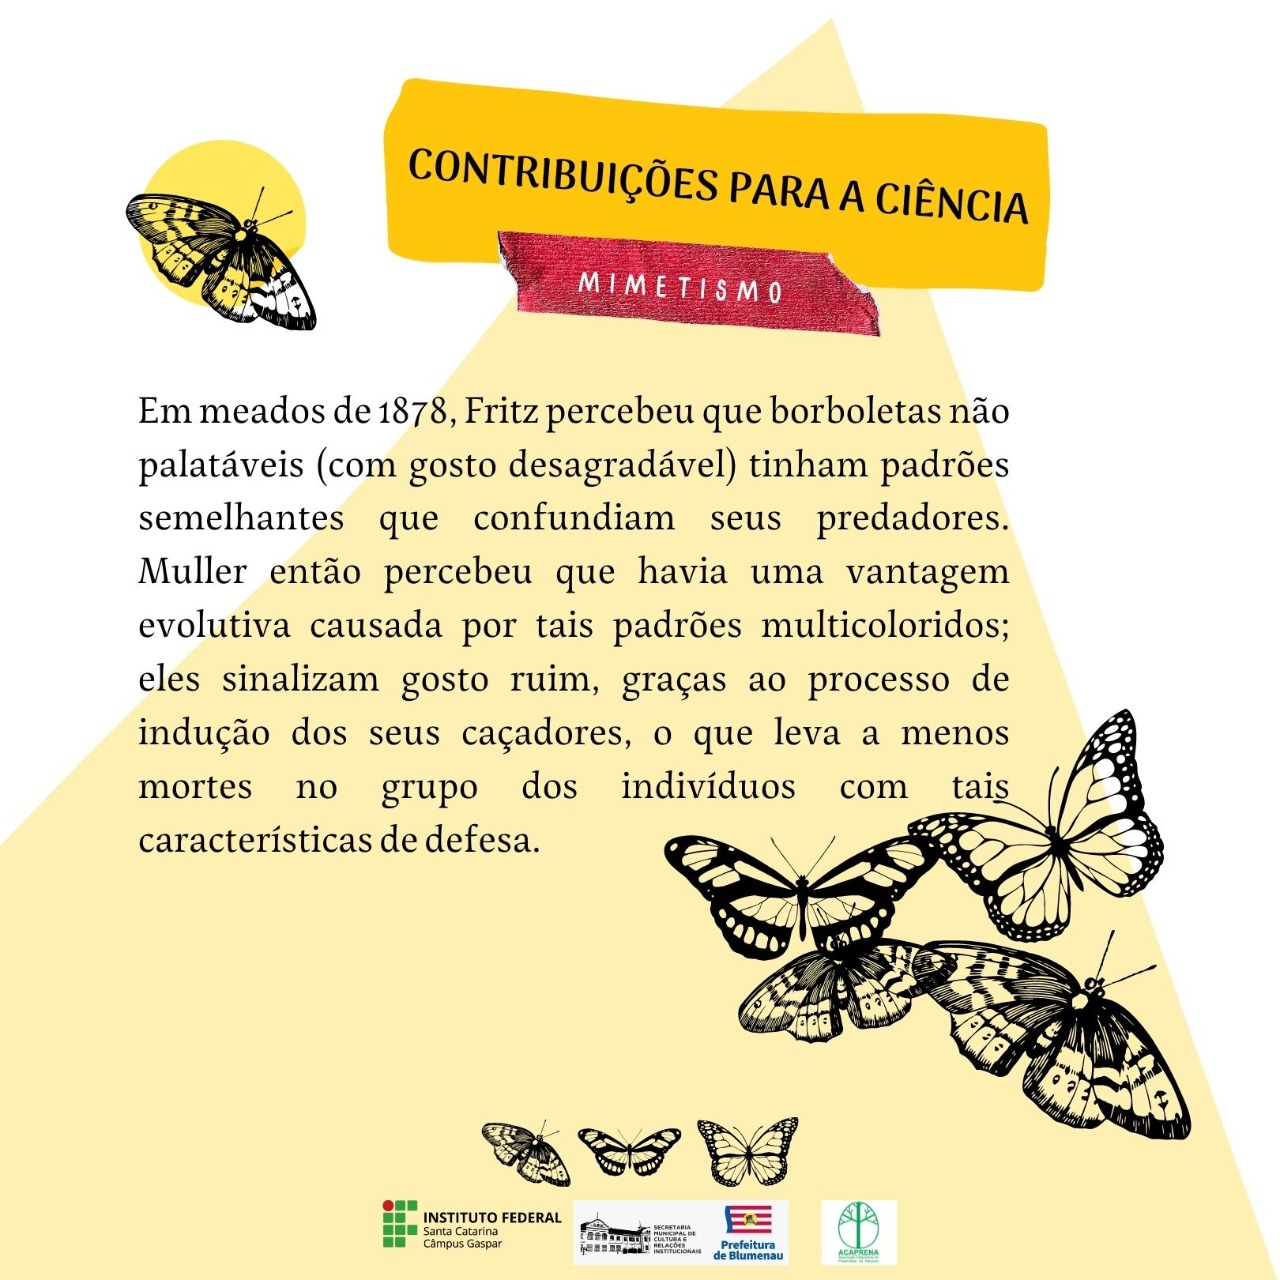 CONTRIBUIÇÕES PARA A CIÊNCIA
MIMETISMO
Em meados de 1878, Fritz percebeu que borboletas não
palatáveis (com gosto desagradável) tinham padrões
semelhantes que confundiam seus predadores.
Muller então percebeu que havia uma vantagem
evolutiva causada por tais padrões multicoloridos;
eles sinalizam gosto ruim, graças ao processo de
indução dos seus caçadores, o que leva a menos
mortes no grupo dos indivíduos com tais
características de defesa.
INSTITUTO FEDERAL
Santa Catarina
Câmpus Gaspar
SECRETARIA
MUNICIPAL DE
CULTURA E
RELAÇÕES
INSTITUCIONAIS
Prefeitura
de Blumenau
ACAPRENA